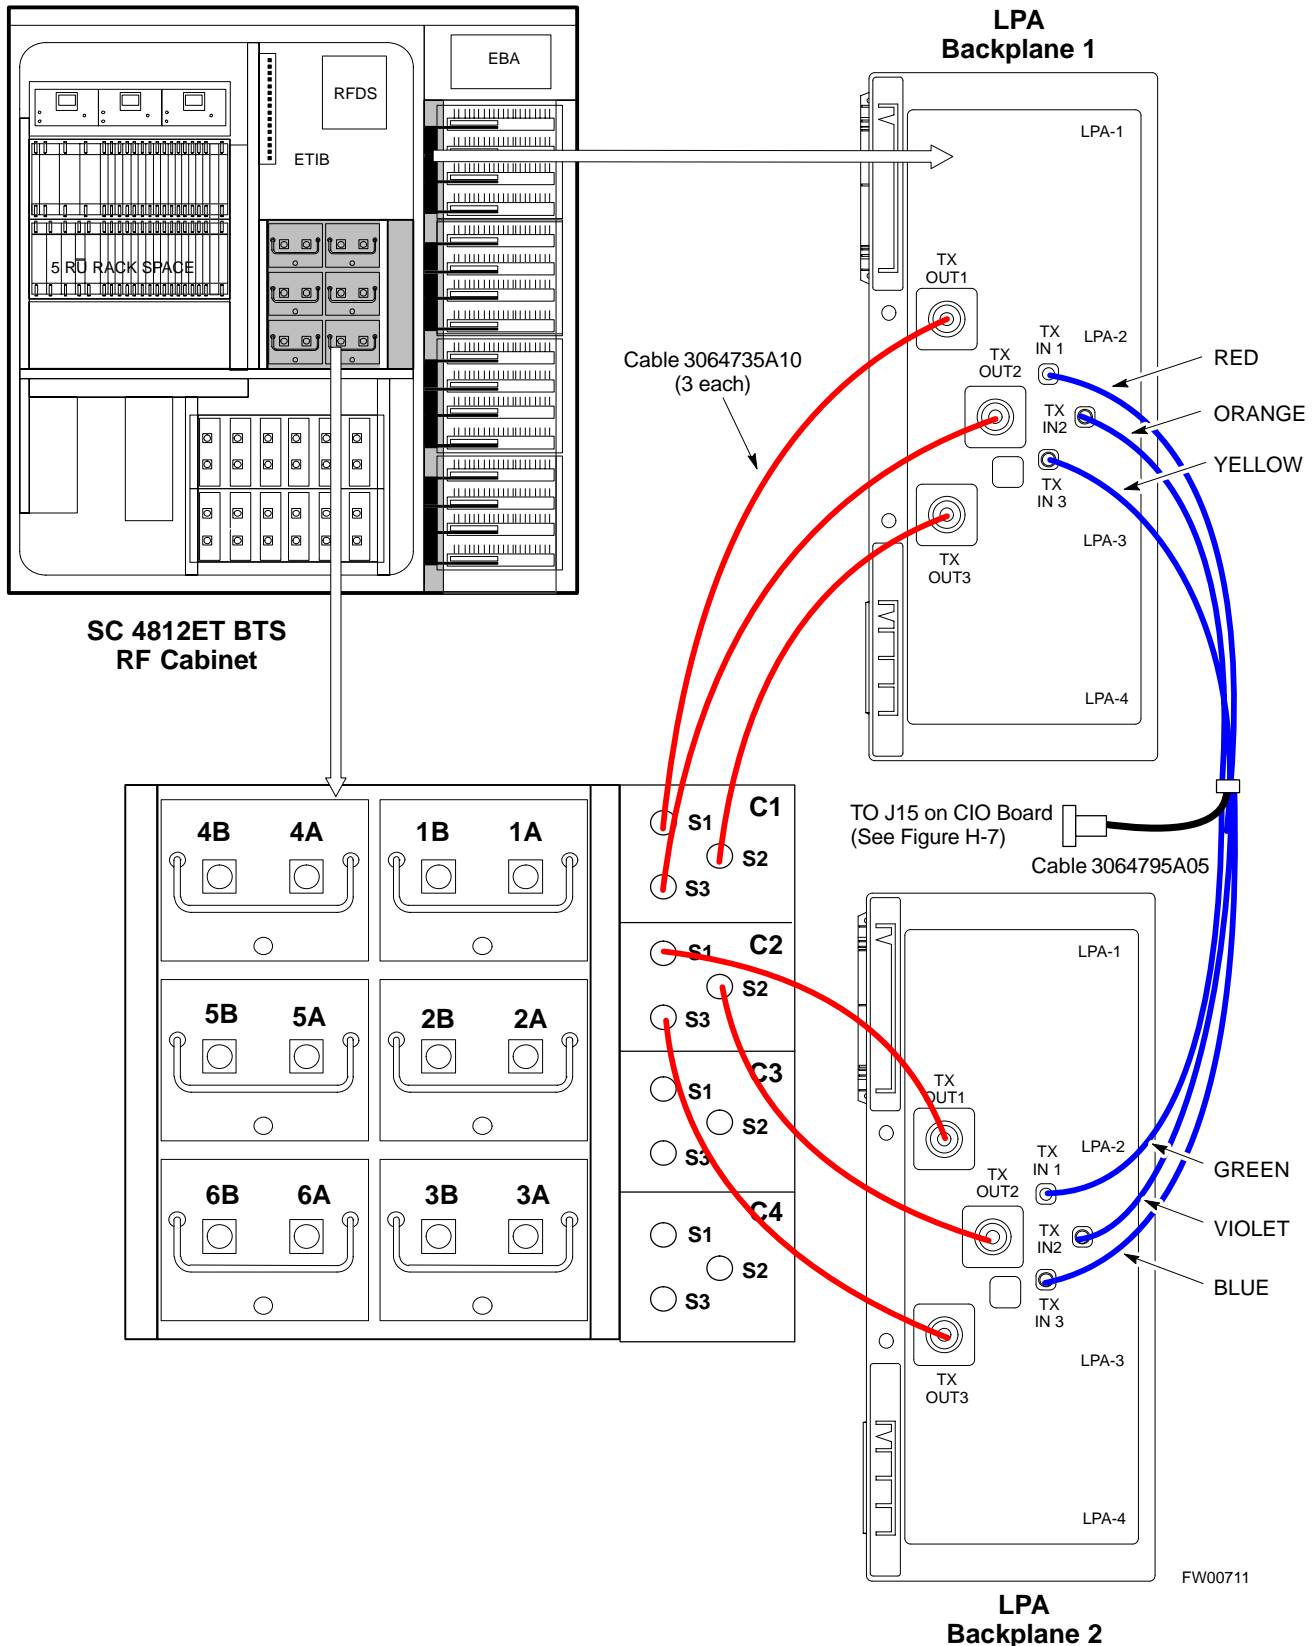 LPA
Backplane 1
EBA
RFDS
ETIB
5 RU RACK SPACE
SC 4812ET BTS
RF Cabinet
LPA-1
TX
OUT1
TX
OUT2
TX
IN 1
LPA-2
TX
IN2
TX
IN 3
TX
OUT3
LPA-3
LPA-4
Cable 3064735A10
(3 each)
RED
ORANGE
YELLOW
TO J15 on CIO Board
(See Figure H-7)
Cable 3064795A05
4B 4A 1B 1A
5B 5A 2B 2A
6B 6A 3B 3A
C1
S1
S2
S3
C2
S1
S2
S3
C3
S1
S2
S3
C4
S1
S2
S3
LPA-1
TX
OUT1
TX
OUT2
TX
IN 1
LPA-2
TX
IN2
TX
IN 3
TX
OUT3
LPA-3
LPA-4
GREEN
VIOLET
BLUE
FW00711
LPA
Backplane 2